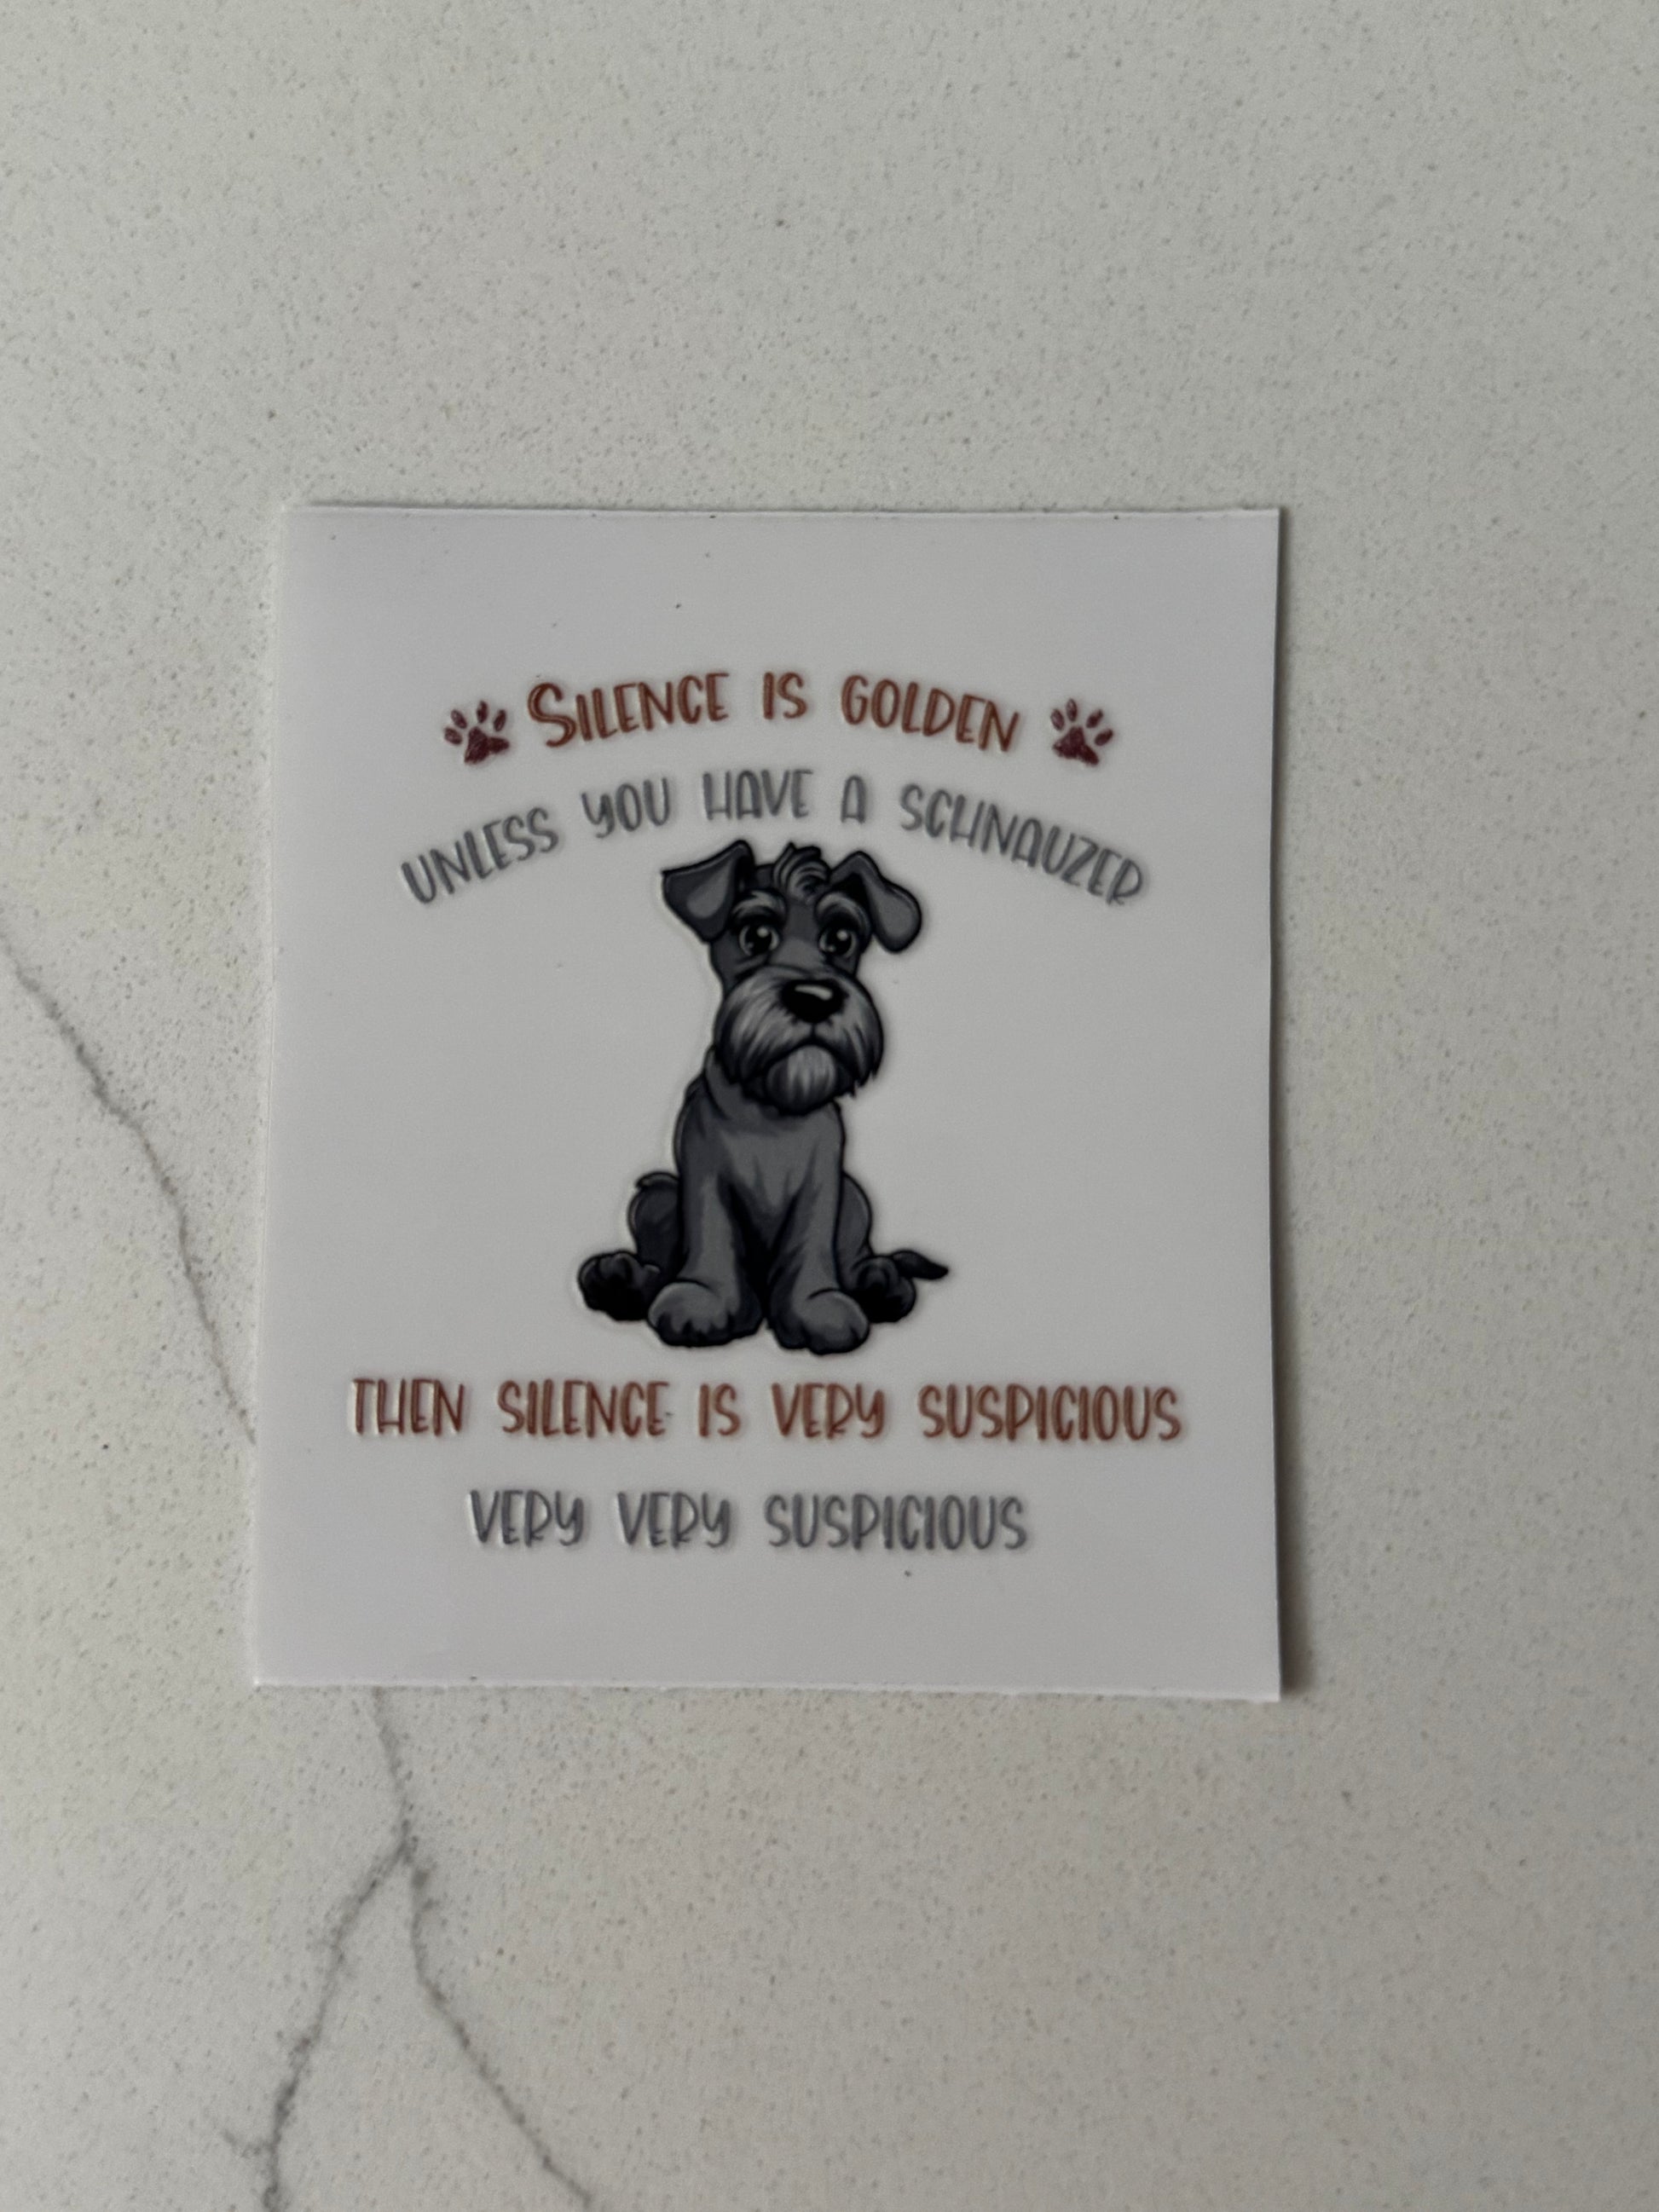 SILENCE IS GOLDEN
UNLESS YOU HAVE A SCHNAUZER
THEN SILENCE IS VERY SUSPICIOUS
VERY VERY SUSPICIOUS